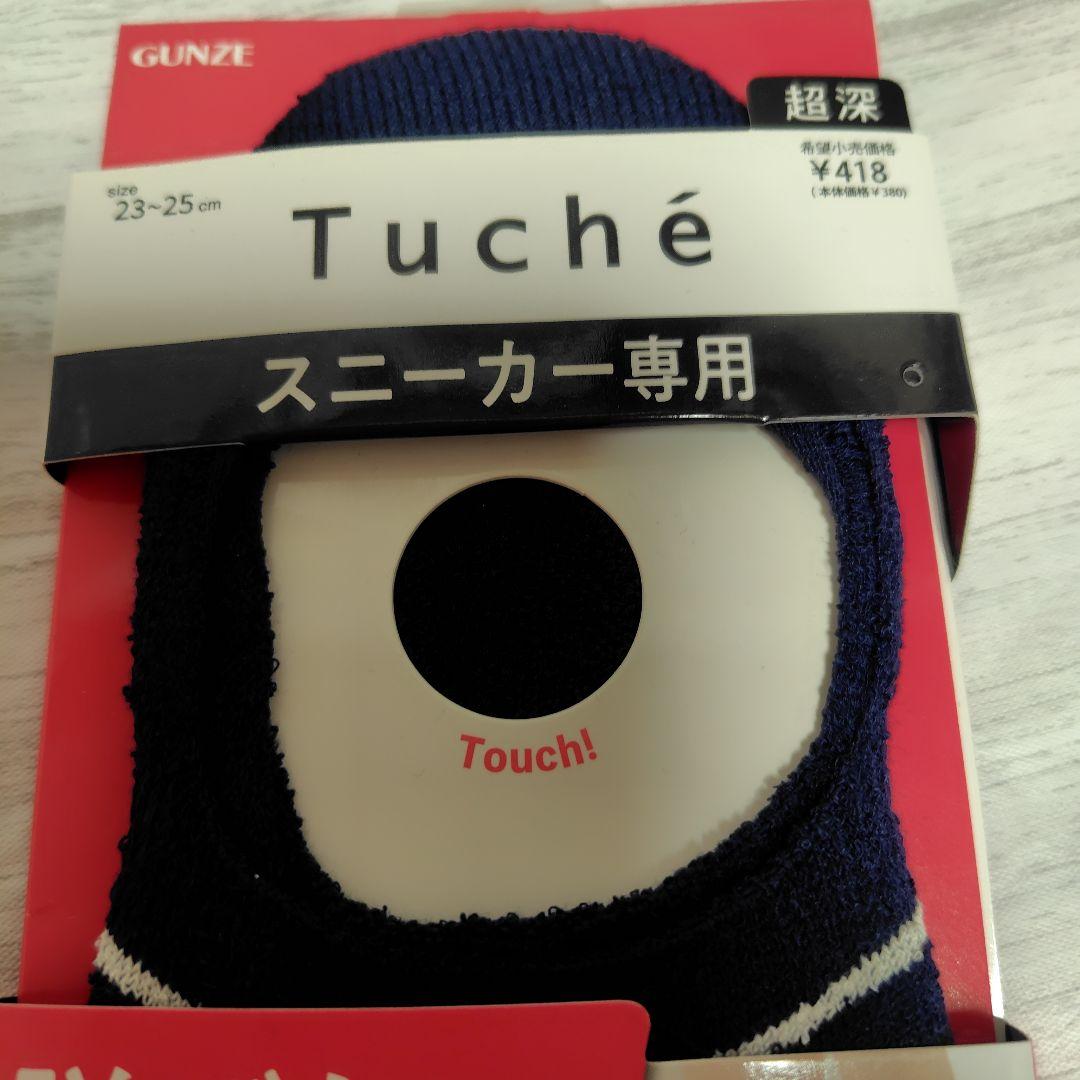 GUNZE
超深
希望小売価格
¥418
(本体価格¥380)
size
23~25cm
Tuché
スニーカー専用
Touch!